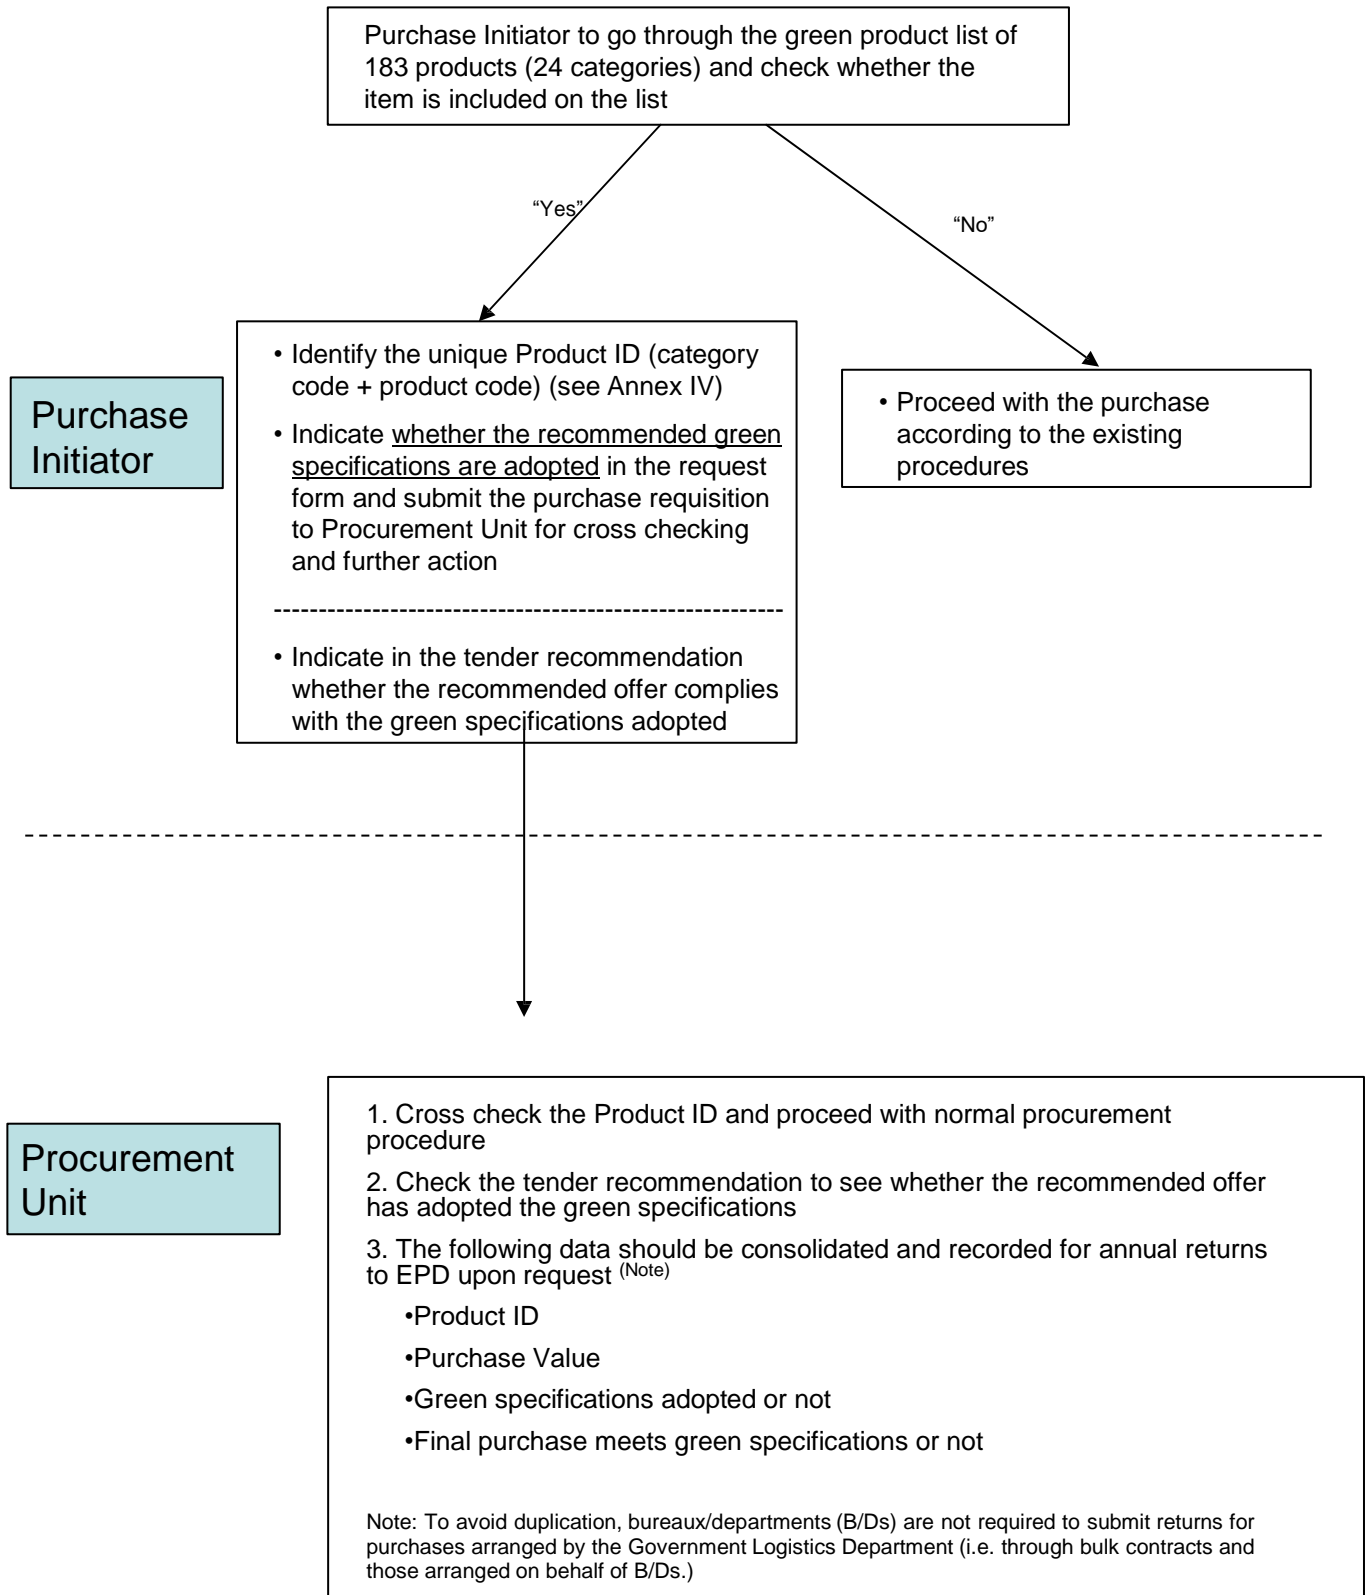 Purchase Initiator to go through the green product list of
183 products (24 categories) and check whether the
item is included on the list
“Yes”
“No”
Purchase
Initiator
• Identify the unique Product ID (category
code + product code) (see Annex IV)
• Indicate whether the recommended green
specifications are adopted in the request
form and submit the purchase requisition
to Procurement Unit for cross checking
and further action
• Indicate in the tender recommendation
whether the recommended offer complies
with the green specifications adopted
• Proceed with the purchase
according to the existing
procedures
Procurement
Unit
1. Cross check the Product ID and proceed with normal procurement
procedure
2. Check the tender recommendation to see whether the recommended offer
has adopted the green specifications
3. The following data should be consolidated and recorded for annual returns
to EPD upon request (Note)
•Product ID
•Purchase Value
•Green specifications adopted or not
•Final purchase meets green specifications or not
Note: To avoid duplication, bureaux/departments (B/Ds) are not required to submit returns for
purchases arranged by the Government Logistics Department (i.e. through bulk contracts and
those arranged on behalf of B/Ds.)